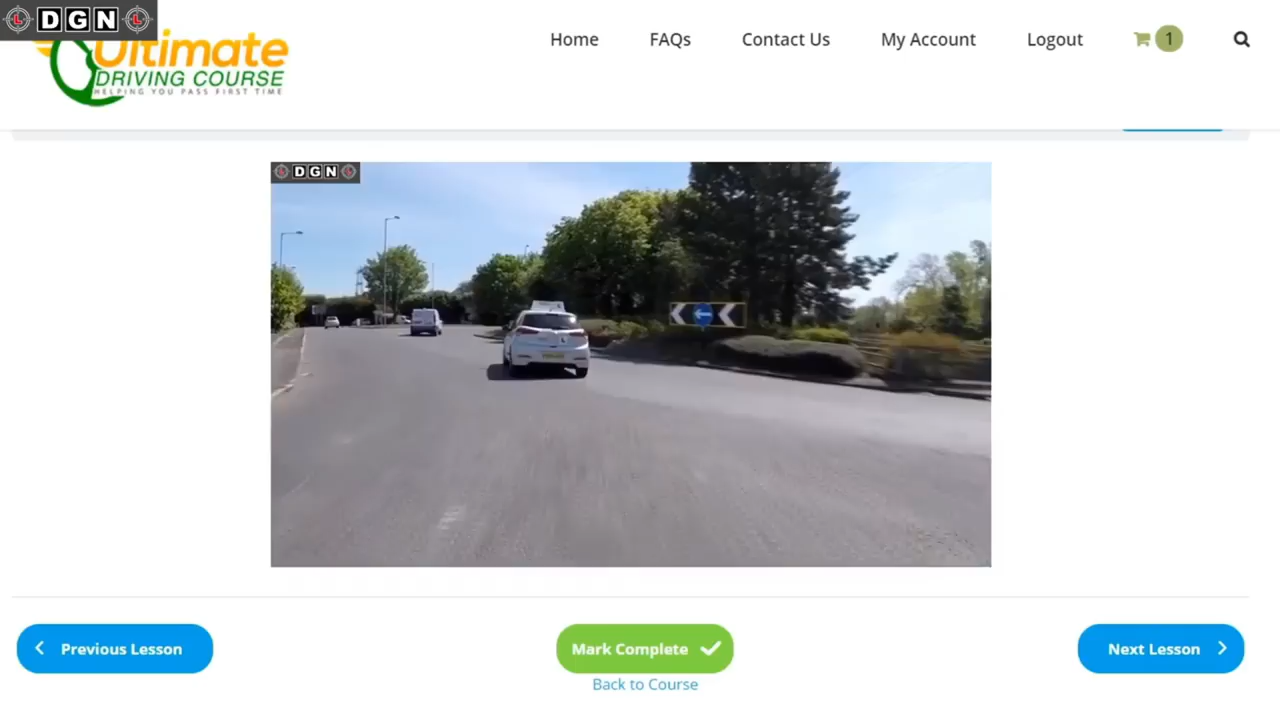 L DGN L
Ultimate
DRIVING COURSE
HELPING YOU PASS FIRST TIME
Home
FAQs
Contact Us
My Account
Logout
1
L DGN L
L
Previous Lesson
Mark Complete
Next Lesson
Back to Course